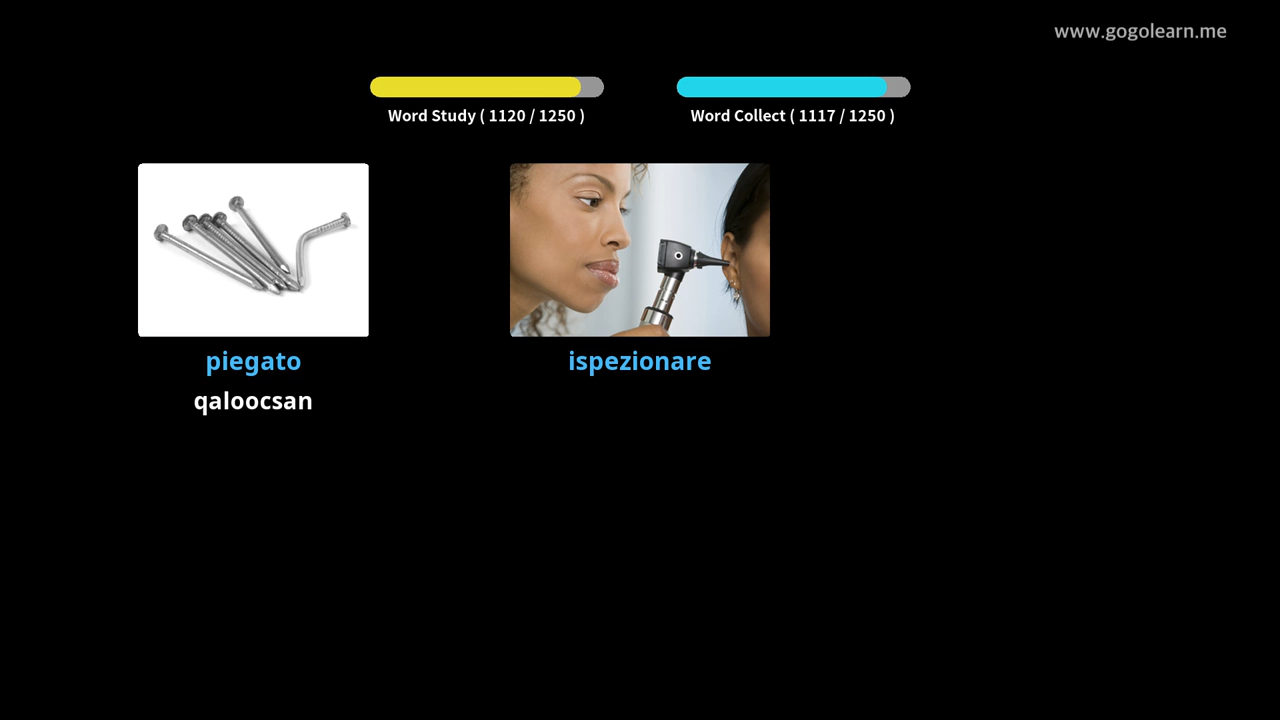 www.gogolearn.me
Word Study ( 1120 / 1250 )
Word Collect ( 1117 / 1250 )
piegato
ispezionare
qaloocsan